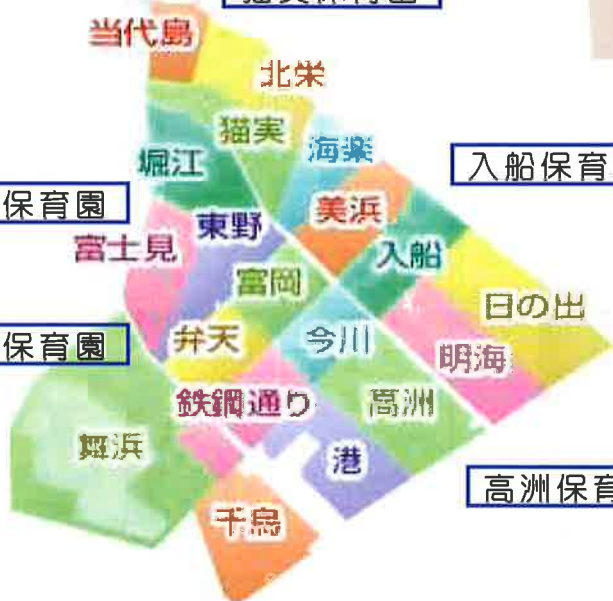 当代島
北栄
猫実
海楽
堀江
入船保育
保育園
美浜
東野
富士見
入船
富岡
日の出
弁天
今川
保育園
明海
鉄鋼通り
高洲
舞浜
港
高洲保育
千鳥